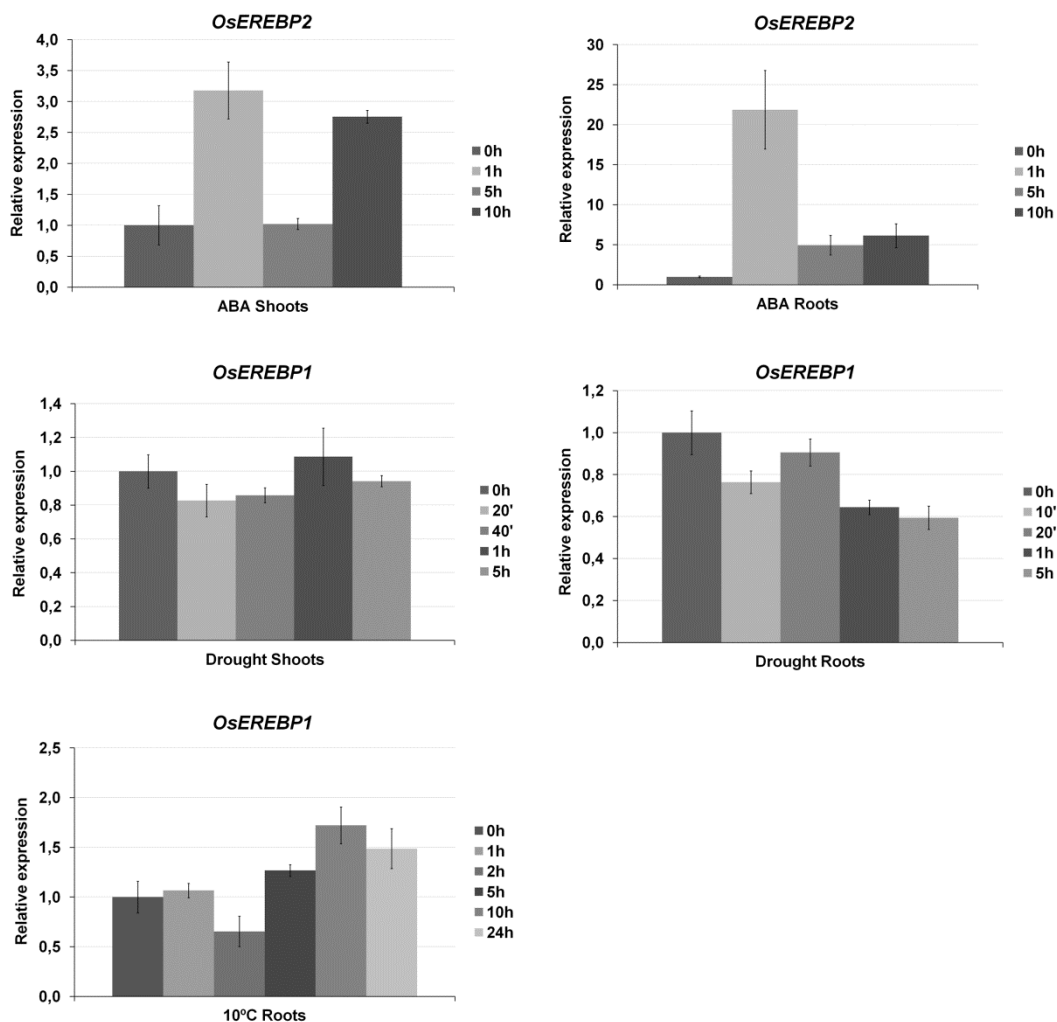 OsEREBP2
Relative expression
4,0
3,5
3,0
2,5
2,0
1,5
1,0
0,5
0,0
ABA Shoots
0h
1h
5h
10h
OsEREBP2
Relative expression
30
25
20
15
10
5
0
ABA Roots
0h
1h
5h
10h
OsEREBP1
Relative expression
1,4
1,2
1,0
0,8
0,6
0,4
0,2
0,0
Drought Shoots
0h
20'
40'
1h
5h
OsEREBP1
Relative expression
1,2
1,0
0,8
0,6
0,4
0,2
0,0
Drought Roots
0h
10'
20'
1h
5h
OsEREBP1
Relative expression
2,5
2,0
1,5
1,0
0,5
0,0
10ºC Roots
0h
1h
2h
5h
10h
24h